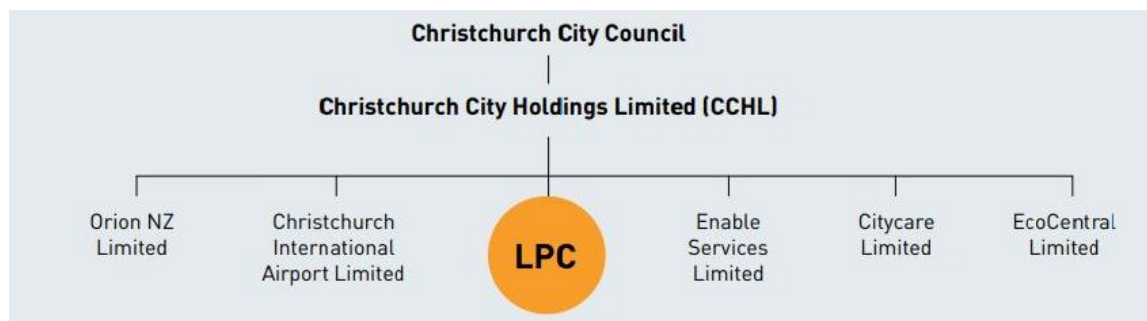 Christchurch City Council
Christchurch City Holdings Limited (CCHL)
Orion NZ
Limited
Christchurch
International
Airport Limited
LPC
Enable
Services
Limited
Citycare
Limited
EcoCentral
Limited